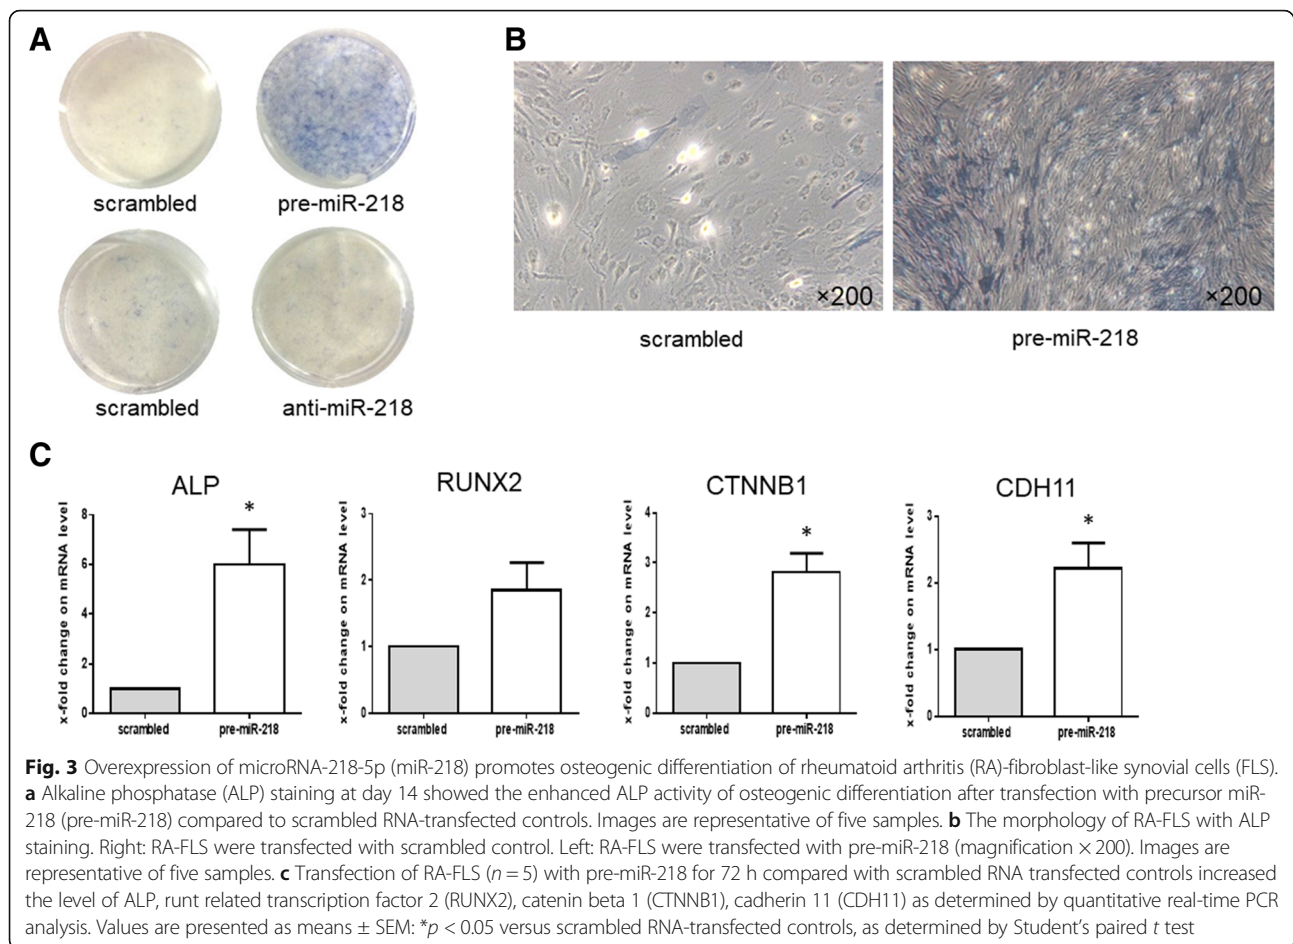 A
B
scrambled
pre-miR-218
scrambled
anti-miR-218
×200
×200
scrambled
pre-miR-218
C
ALP
x-fold change on mRNA level
8
6
4
2
0
scrambled
pre-miR-218
*
RUNX2
x-fold change on mRNA level
3
2
1
0
scrambled
pre-miR-218
CTNNB1
x-fold change on mRNA level
4
3
2
1
0
scrambled
pre-miR-218
*
CDH11
x-fold change on mRNA level
3
2
1
0
scrambled
pre-miR-218
*
Fig. 3 Overexpression of microRNA-218-5p (miR-218) promotes osteogenic differentiation of rheumatoid arthritis (RA)-fibroblast-like synovial cells (FLS).
a Alkaline phosphatase (ALP) staining at day 14 showed the enhanced ALP activity of osteogenic differentiation after transfection with precursor miR-
218 (pre-miR-218) compared to scrambled RNA-transfected controls. Images are representative of five samples. b The morphology of RA-FLS with ALP
staining. Right: RA-FLS were transfected with scrambled control. Left: RA-FLS were transfected with pre-miR-218 (magnification × 200). Images are
representative of five samples. c Transfection of RA-FLS (n = 5) with pre-miR-218 for 72 h compared with scrambled RNA transfected controls increased
the level of ALP, runt related transcription factor 2 (RUNX2), catenin beta 1 (CTNNB1), cadherin 11 (CDH11) as determined by quantitative real-time PCR
analysis. Values are presented as means ± SEM: *p < 0.05 versus scrambled RNA-transfected controls, as determined by Student's paired t test